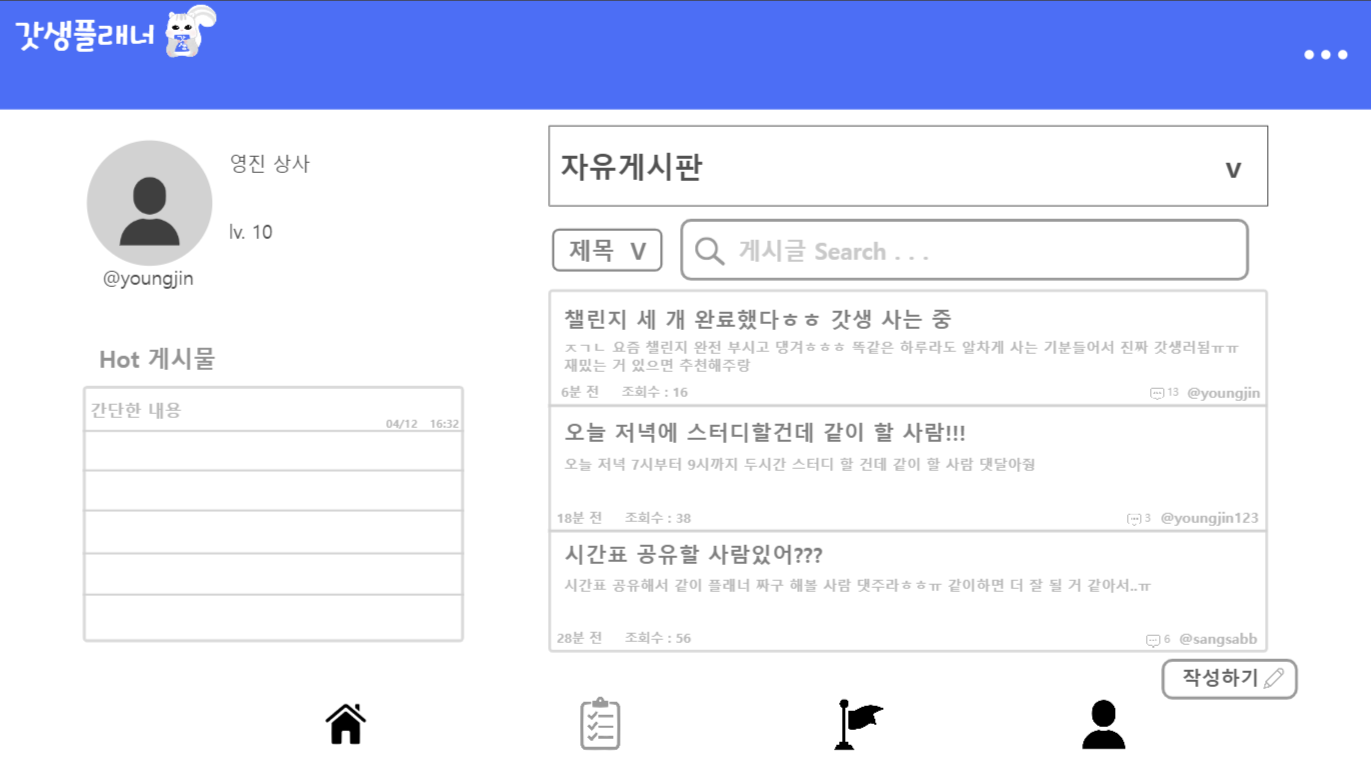 갓생플래너
영진 상사
lv. 10
@youngjin
Hot 게시물
간단한 내용
04/12 16:32
자유게시판 v
제목 V
게시글 Search . . .
챌린지 세 개 완료했다ㅎㅎ 갓생 사는 중
ㅈㄱㄴ 요즘 챌린지 완전 부시고 댕겨ㅎㅎㅎ 똑같은 하루라도 알차게 사는 기분들어서 진짜 갓생러됨ㅠㅠ
재밌는 거 있으면 추천해주랑
6분 전 조회수 : 16 13 @youngjin
오늘 저녁에 스터디할건데 같이 할 사람!!!
오늘 저녁 7시부터 9시까지 두시간 스터디 할 건데 같이 할 사람 댓달아줭
18분 전 조회수 : 38 3 @youngjin123
시간표 공유할 사람있어???
시간표 공유해서 같이 플래너 짜구 해볼 사람 댓주라ㅎㅎㅠ 같이하면 더 잘 될 거 같아서..ㅠ
28분 전 조회수 : 56 6 @sangsabb
작성하기